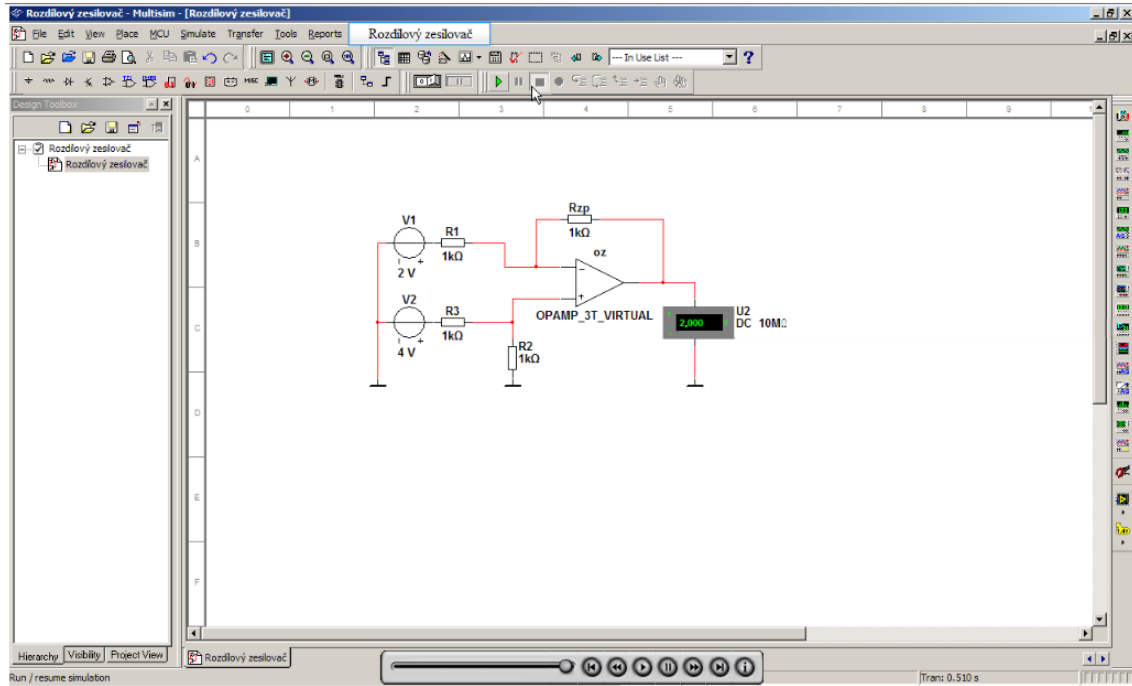 Rozdílový zesilovač - Multisim - [Rozdílový zesilovač]
File Edit View Place MCU Simulate Transfer Tools Reports Rozdílový zesilovač
--- In Use List ---
MISC
Design Toolbox
Rozdílový zesilovač
Rozdílový zesilovač
0 1 2 3 4 5 6 7 8 9
A
B
C
D
E
F
V1
2 V
R1
1kΩ
Rzp
1kΩ
oz
OPAMP_3T_VIRTUAL
V2
4 V
R3
1kΩ
R2
1kΩ
2,000
U2
DC 10MΩ
Hierarchy Visibility Project View
Rozdílový zesilovač
Run / resume simulation
Tran: 0.510 s